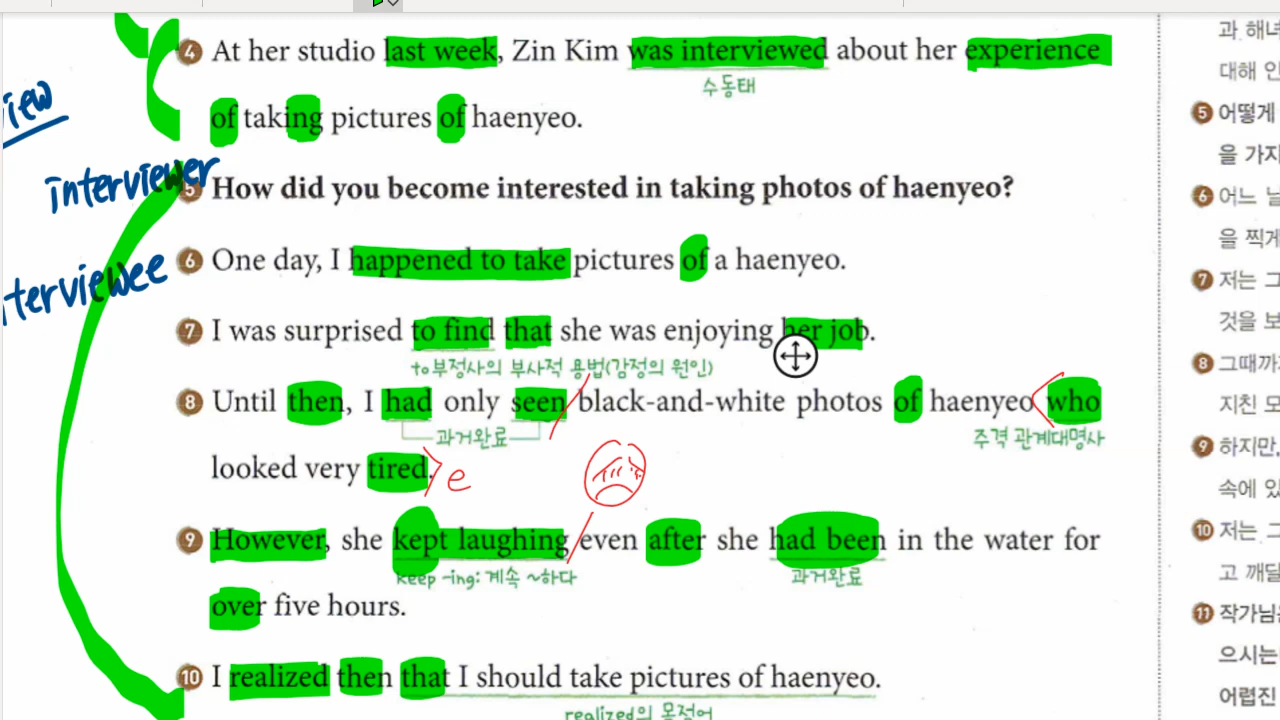 과 해녀
4 At her studio last week, Zin Kim was interviewed about her experience
대해 인
수동태
iew
of taking pictures of haenyeo.
5 어떻게
을 가지
interviewer
5 How did you become interested in taking photos of haenyeo?
6 어느 날
을 찍게
terviewee
6 One day, I happened to take pictures of a haenyeo.
7 저는 그
것을 보
7 I was surprised to find that she was enjoying her job.
to부정사의 부사적 용법(감정의 원인)
8 그때까지
지친 모
8 Until then, I had only seen black-and-white photos of haenyeo who
과거완료
주격 관계대명사
9 하지만,
속에 있
looked very tired. e
10 저는 그
고 깨달
9 However, she kept laughing even after she had been in the water for
keep -ing: 계속 ~하다
과거완료
11 작가님은
으시는
over five hours.
어렵진
10 I realized then that I should take pictures of haenyeo.
realized의 목적어